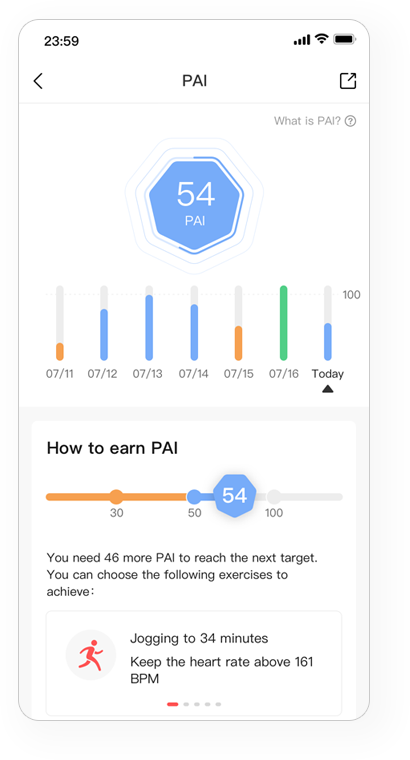 23:59
PAI
What is PAI?
54
PAI
100
07/11 07/12 07/13 07/14 07/15 07/16 Today
How to earn PAI
54
30 50 100
You need 46 more PAI to reach the next target.
You can choose the following exercises to
achieve：
Jogging to 34 minutes
Keep the heart rate above 161
BPM